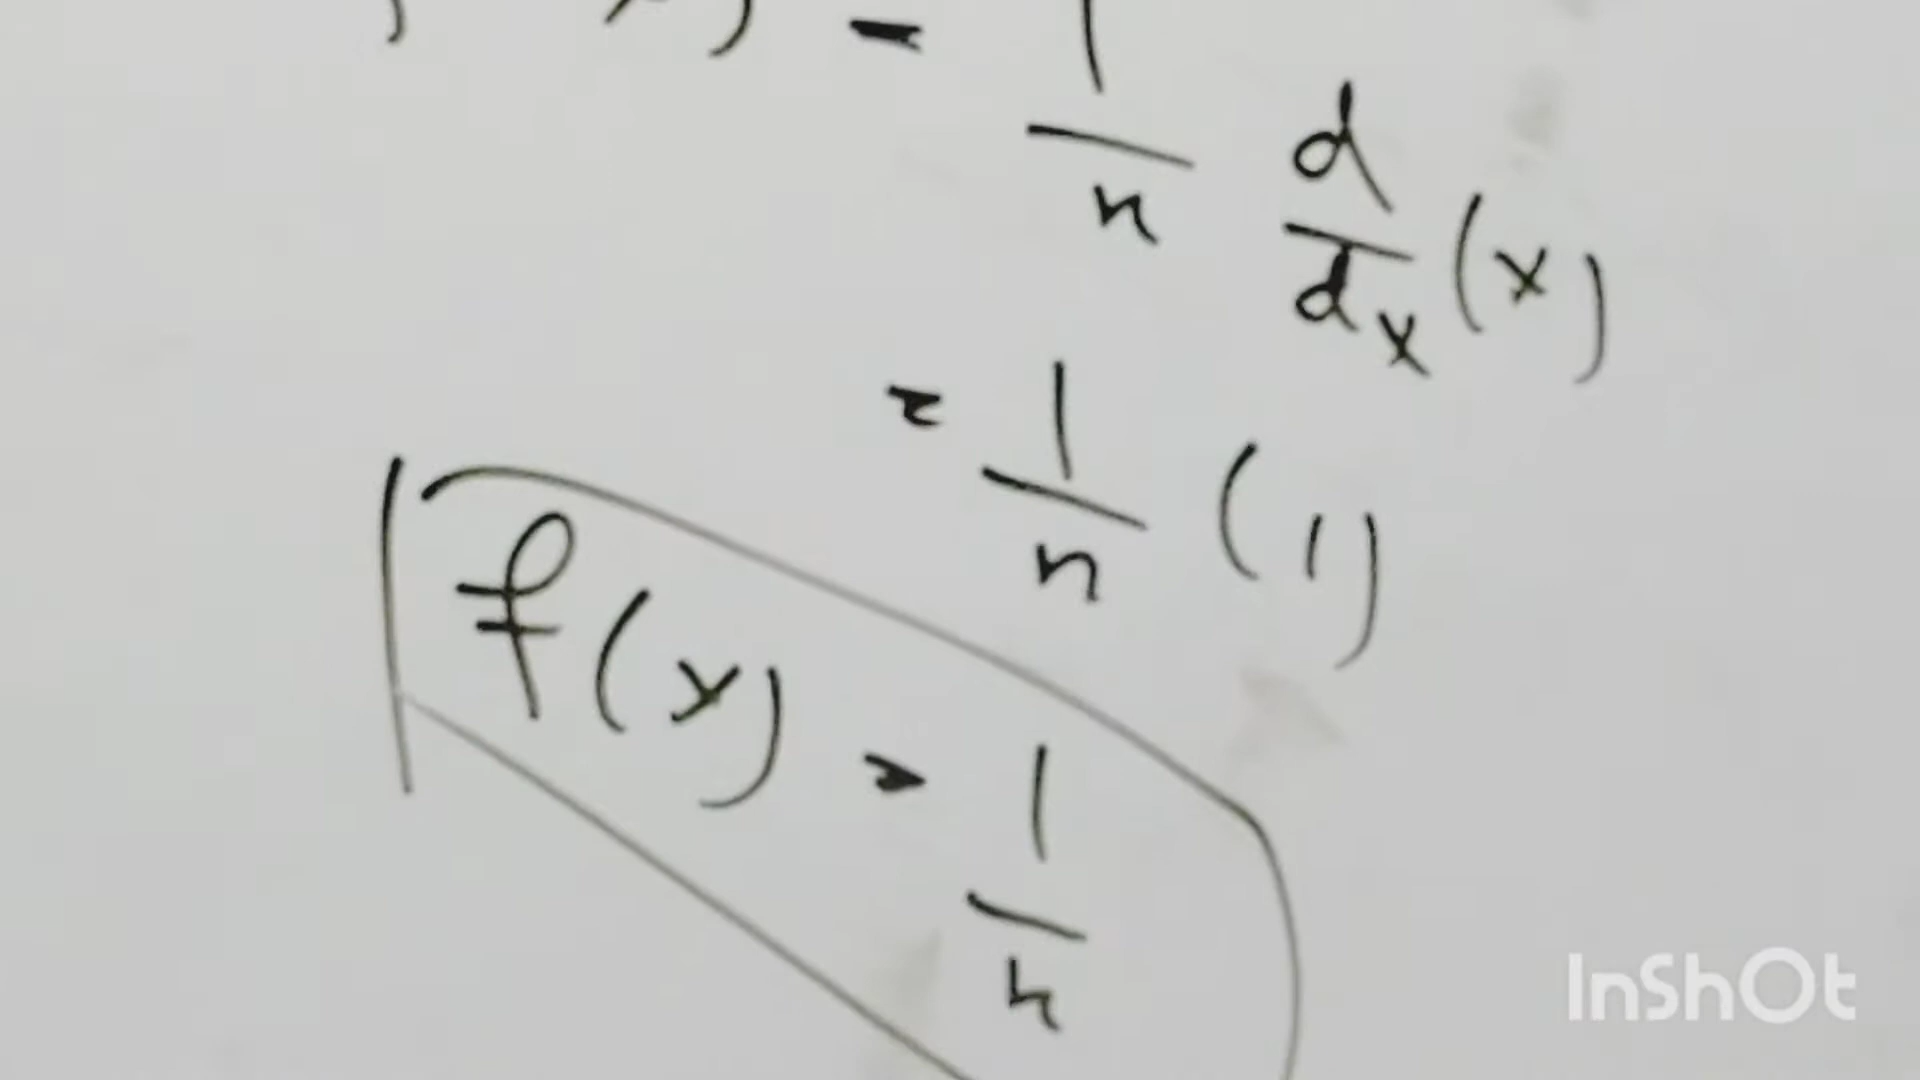 ) = 1/n d/dx (x)
= 1/n (1)
f(x) = 1/n
InShOt